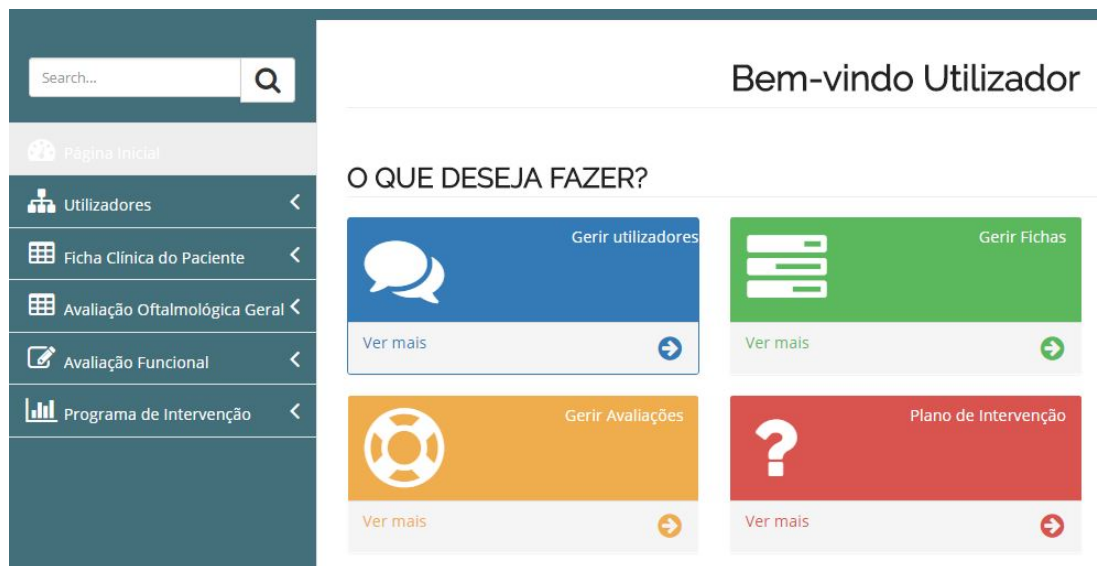 Search...
Página Inicial
Utilizadores
Ficha Clínica do Paciente
Avaliação Oftalmológica Geral
Avaliação Funcional
Programa de Intervenção
Bem-vindo Utilizador
O QUE DESEJA FAZER?
Gerir utilizadores
Ver mais
Gerir Fichas
Ver mais
Gerir Avaliações
Ver mais
Plano de Intervenção
Ver mais